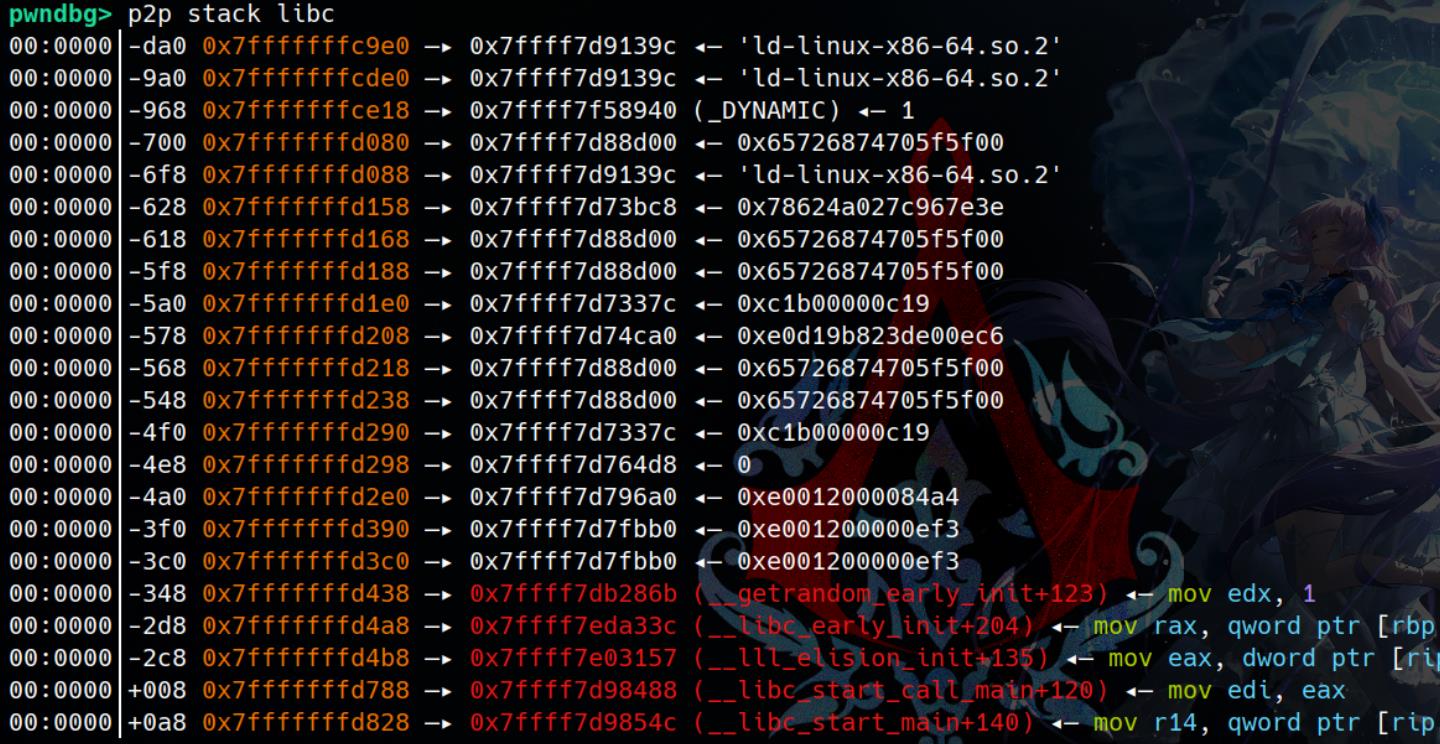 pwndbg> p2p stack libc
00:0000│-da0 0x7fffffffc9e0 —▸ 0x7ffff7d9139c ◂— 'ld-linux-x86-64.so.2'
00:0000│-9a0 0x7fffffffcde0 —▸ 0x7ffff7d9139c ◂— 'ld-linux-x86-64.so.2'
00:0000│-968 0x7fffffffce18 —▸ 0x7ffff7f58940 (_DYNAMIC) ◂— 1
00:0000│-700 0x7fffffffd080 —▸ 0x7ffff7d88d00 ◂— 0x65726874705f5f00
00:0000│-6f8 0x7fffffffd088 —▸ 0x7ffff7d9139c ◂— 'ld-linux-x86-64.so.2'
00:0000│-628 0x7fffffffd158 —▸ 0x7ffff7d73bc8 ◂— 0x78624a027c967e3e
00:0000│-618 0x7fffffffd168 —▸ 0x7ffff7d88d00 ◂— 0x65726874705f5f00
00:0000│-5f8 0x7fffffffd188 —▸ 0x7ffff7d88d00 ◂— 0x65726874705f5f00
00:0000│-5a0 0x7fffffffd1e0 —▸ 0x7ffff7d7337c ◂— 0xc1b00000c19
00:0000│-578 0x7fffffffd208 —▸ 0x7ffff7d74ca0 ◂— 0xe0d19b823de00ec6
00:0000│-568 0x7fffffffd218 —▸ 0x7ffff7d88d00 ◂— 0x65726874705f5f00
00:0000│-548 0x7fffffffd238 —▸ 0x7ffff7d88d00 ◂— 0x65726874705f5f00
00:0000│-4f0 0x7fffffffd290 —▸ 0x7ffff7d7337c ◂— 0xc1b00000c19
00:0000│-4e8 0x7fffffffd298 —▸ 0x7ffff7d764d8 ◂— 0
00:0000│-4a0 0x7fffffffd2e0 —▸ 0x7ffff7d796a0 ◂— 0xe0012000084a4
00:0000│-3f0 0x7fffffffd390 —▸ 0x7ffff7d7fbb0 ◂— 0xe001200000ef3
00:0000│-3c0 0x7fffffffd3c0 —▸ 0x7ffff7d7fbb0 ◂— 0xe001200000ef3
00:0000│-348 0x7fffffffd438 —▸ 0x7ffff7db286b (__getrandom_early_init+123) ◂— mov edx, 1
00:0000│-2d8 0x7fffffffd4a8 —▸ 0x7ffff7eda33c (__libc_early_init+204) ◂— mov rax, qword ptr [rbp
00:0000│-2c8 0x7fffffffd4b8 —▸ 0x7ffff7e03157 (__lll_elision_init+135) ◂— mov eax, dword ptr [rip
00:0000│+008 0x7fffffffd788 —▸ 0x7ffff7d98488 (__libc_start_call_main+120) ◂— mov edi, eax
00:0000│+0a8 0x7fffffffd828 —▸ 0x7ffff7d9854c (__libc_start_main+140) ◂— mov r14, qword ptr [rip